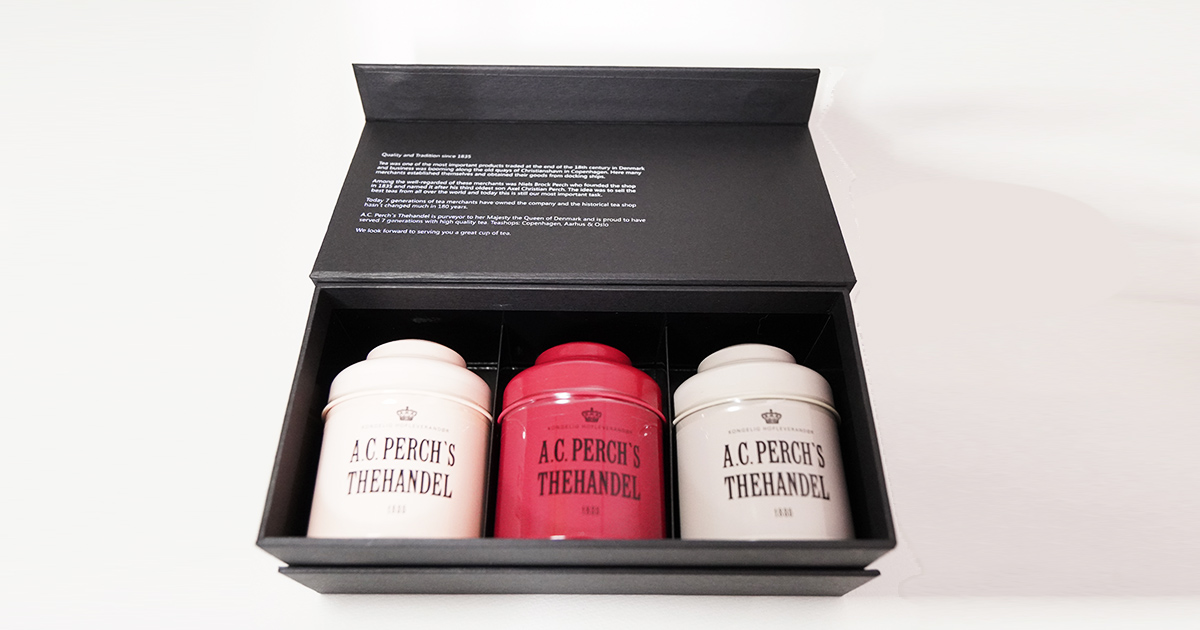 Quality and Tradition since 1835
Tea was one of the most important products traded at the end of the 18th century in Denmark
and business was booming along the old quays of Christianshavn in Copenhagen. Here many
merchants established themselves and obtained their goods from docking ships.
Among the well-regarded of these merchants was Niels Brock Perch who founded the shop
in 1835 and named it after his third oldest son Axel Christian Perch. The idea was to sell the
best teas from all over the world and today this is still our most important task.
Today 7 generations of tea merchants have owned the company and the historical tea shop
hasn't changed much in 180 years.
A.C. Perch's Thehandel is purveyor to her Majesty the Queen of Denmark and is proud to have
served 7 generations with high quality tea. Teashops: Copenhagen, Aarhus & Oslo
We look forward to serving you a great cup of tea.
KONGELIG HOFLEVERANDØR
A.C. PERCH'S
THEHANDEL
KONGELIG HOFLEVERANDØR
A.C. PERCH'S
THEHANDEL
KONGELIG HOFLEVERANDØR
A.C. PERCH'S
THEHANDEL